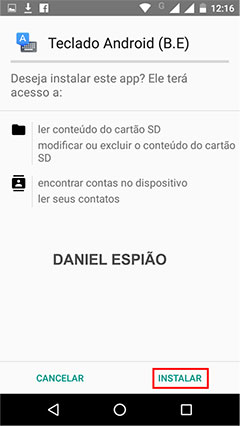 G
12:16
Teclado Android (B.E)
Deseja instalar este app? Ele terá
acesso a:
ler conteúdo do cartão SD
modificar ou excluir o conteúdo do cartão
SD
encontrar contas no dispositivo
ler seus contatos
DANIEL ESPIÃO
CANCELAR
INSTALAR